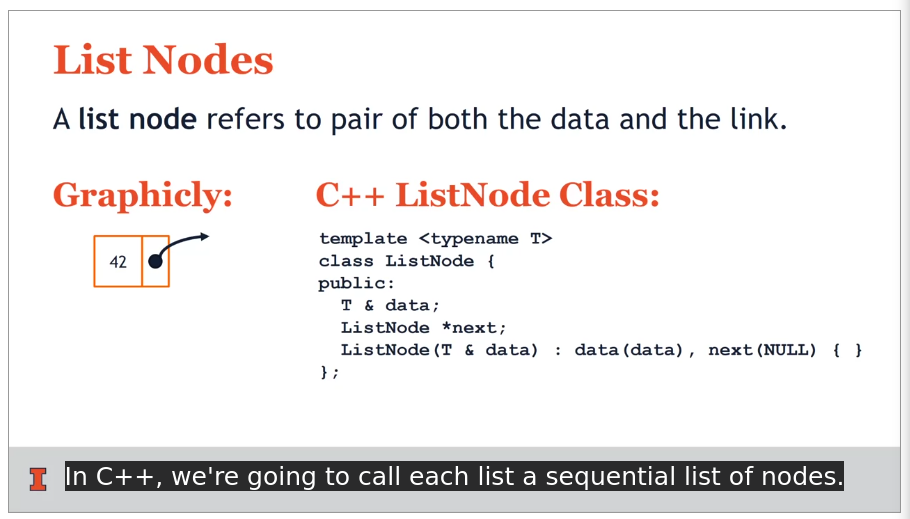 List Nodes
A list node refers to pair of both the data and the link.
Graphicly:
42
C++ ListNode Class:
template <typename T>
class ListNode {
public:
  T & data;
  ListNode *next;
  ListNode(T & data) : data(data), next(NULL) { }
};
I
In C++, we're going to call each list a sequential list of nodes.